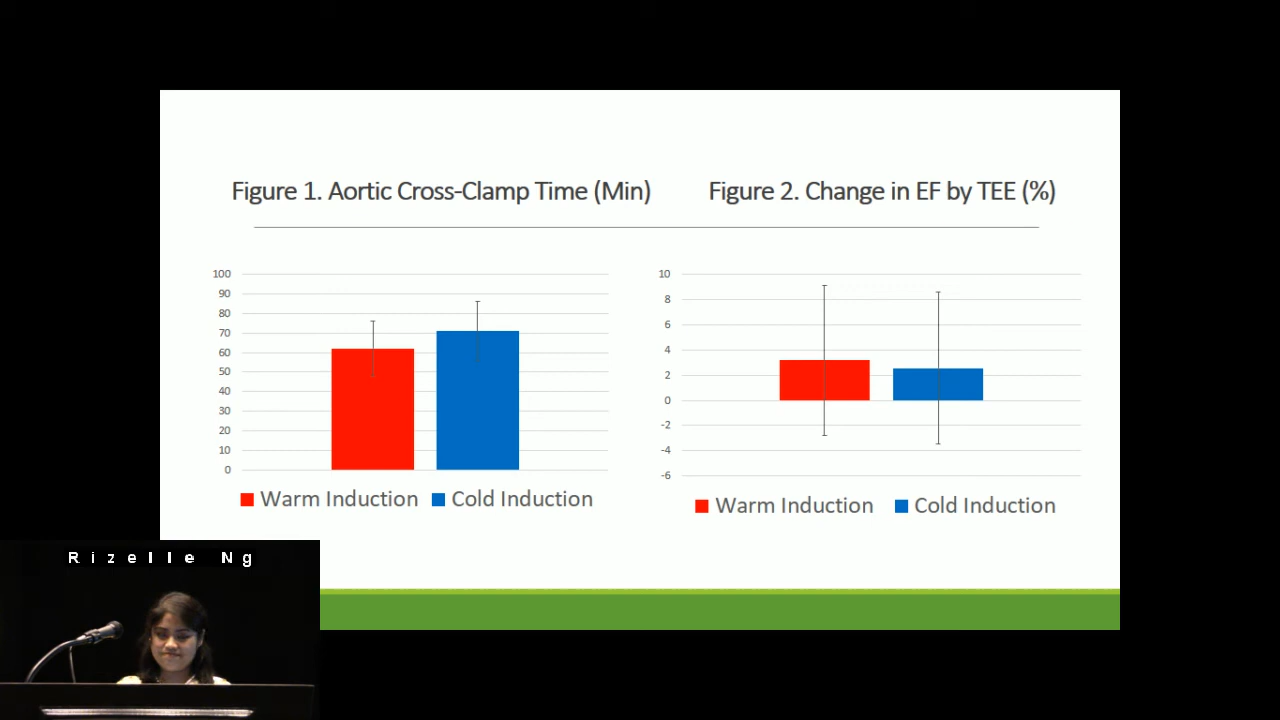 Figure 1. Aortic Cross-Clamp Time (Min)
Figure 2. Change in EF by TEE (%)
100
90
80
70
60
50
40
30
20
10
0
Warm Induction
Cold Induction
10
8
6
4
2
0
-2
-4
-6
Warm Induction
Cold Induction
Rizelle Ng